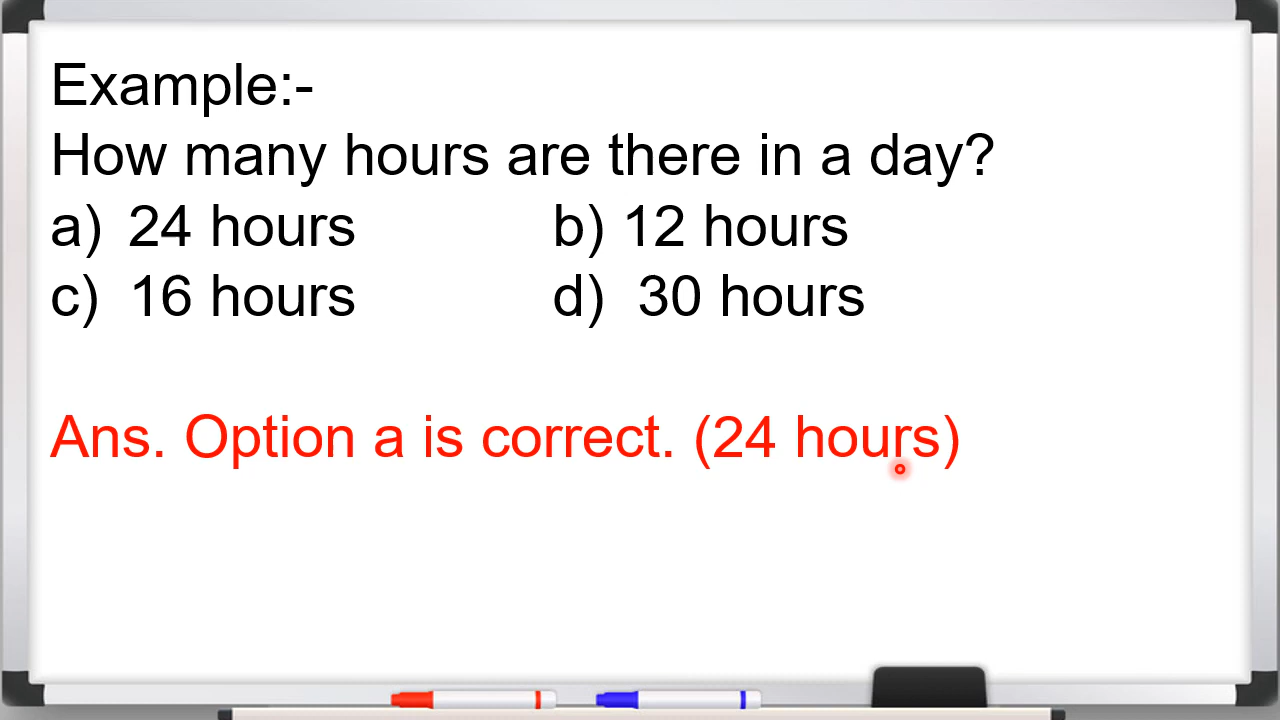 Example:-
How many hours are there in a day?
a) 24 hours b) 12 hours
c) 16 hours d) 30 hours
Ans. Option a is correct. (24 hours)